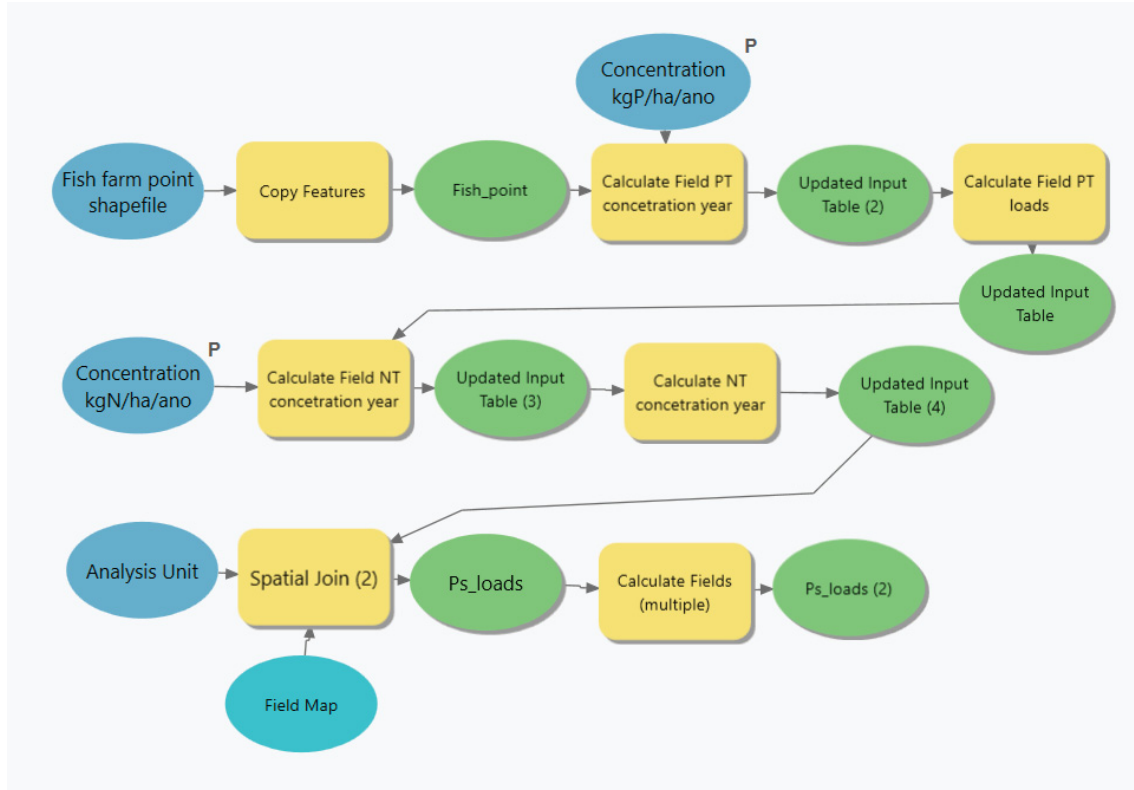 P
Concentration
kgP/ha/ano
Fish farm point
shapefile
Copy Features
Fish_point
Calculate Field PT
concetration year
Updated Input
Table (2)
Calculate Field PT
loads
Updated Input
Table
P
Concentration
kgN/ha/ano
Calculate Field NT
concetration year
Updated Input
Table (3)
Calculate NT
concetration year
Updated Input
Table (4)
Analysis Unit
Spatial Join (2)
Ps_loads
Calculate Fields
(multiple)
Ps_loads (2)
Field Map